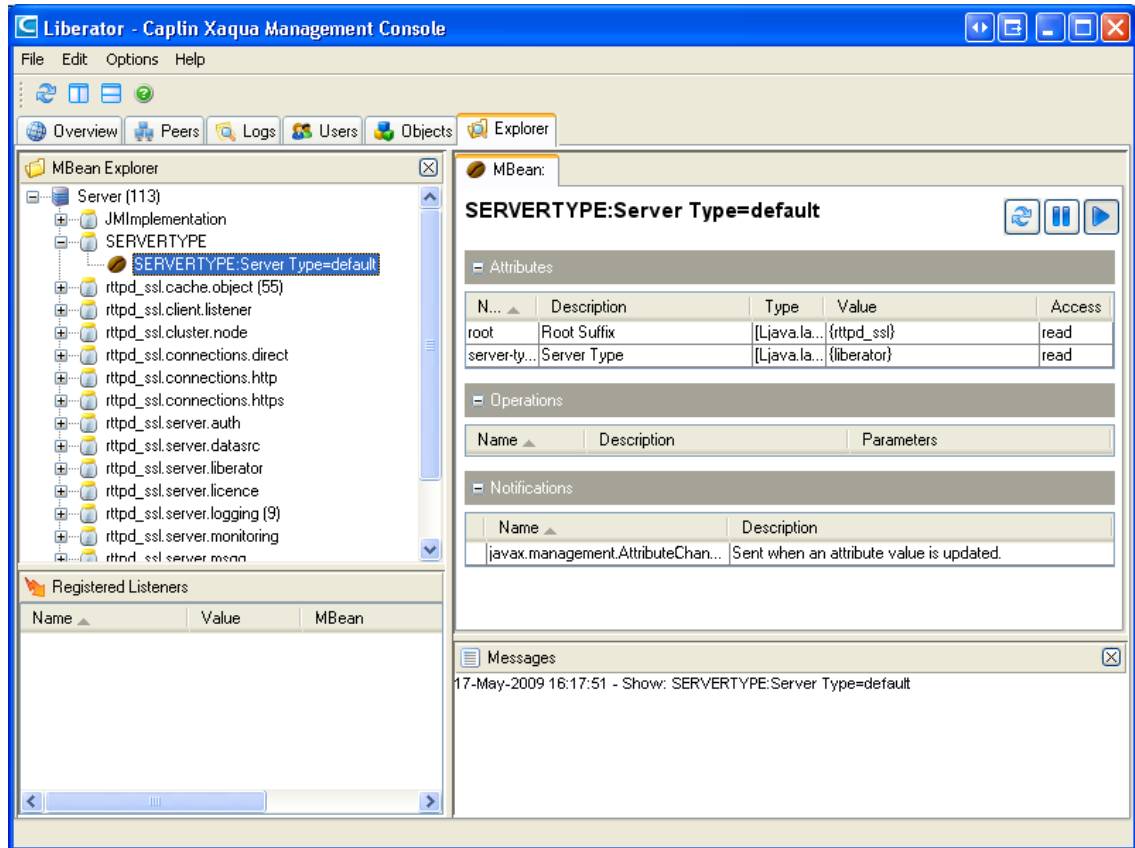 Liberator - Caplin Xaqua Management Console
File Edit Options Help
Overview Peers Logs Users Objects Explorer
MBean Explorer
Server (113)
JMImplementation
SERVERTYPE
SERVERTYPE:Server Type=default
rttpd_ssl.cache.object (55)
rttpd_ssl.client.listener
rttpd_ssl.cluster.node
rttpd_ssl.connections.direct
rttpd_ssl.connections.http
rttpd_ssl.connections.https
rttpd_ssl.server.auth
rttpd_ssl.server.datasrc
rttpd_ssl.server.liberator
rttpd_ssl.server.licence
rttpd_ssl.server.logging (9)
rttpd_ssl.server.monitoring
rttpd_ssl.server.msgq
Registered Listeners
Name Value MBean
MBean:
SERVERTYPE:Server Type=default
Attributes
N... Description Type Value Access
root Root Suffix [Ljava.la... {rttpd_ssl} read
server-ty... Server Type [Ljava.la... {liberator} read
Operations
Name Description Parameters
Notifications
Name Description
javax.management.AttributeChan... Sent when an attribute value is updated.
Messages
17-May-2009 16:17:51 - Show: SERVERTYPE:Server Type=default